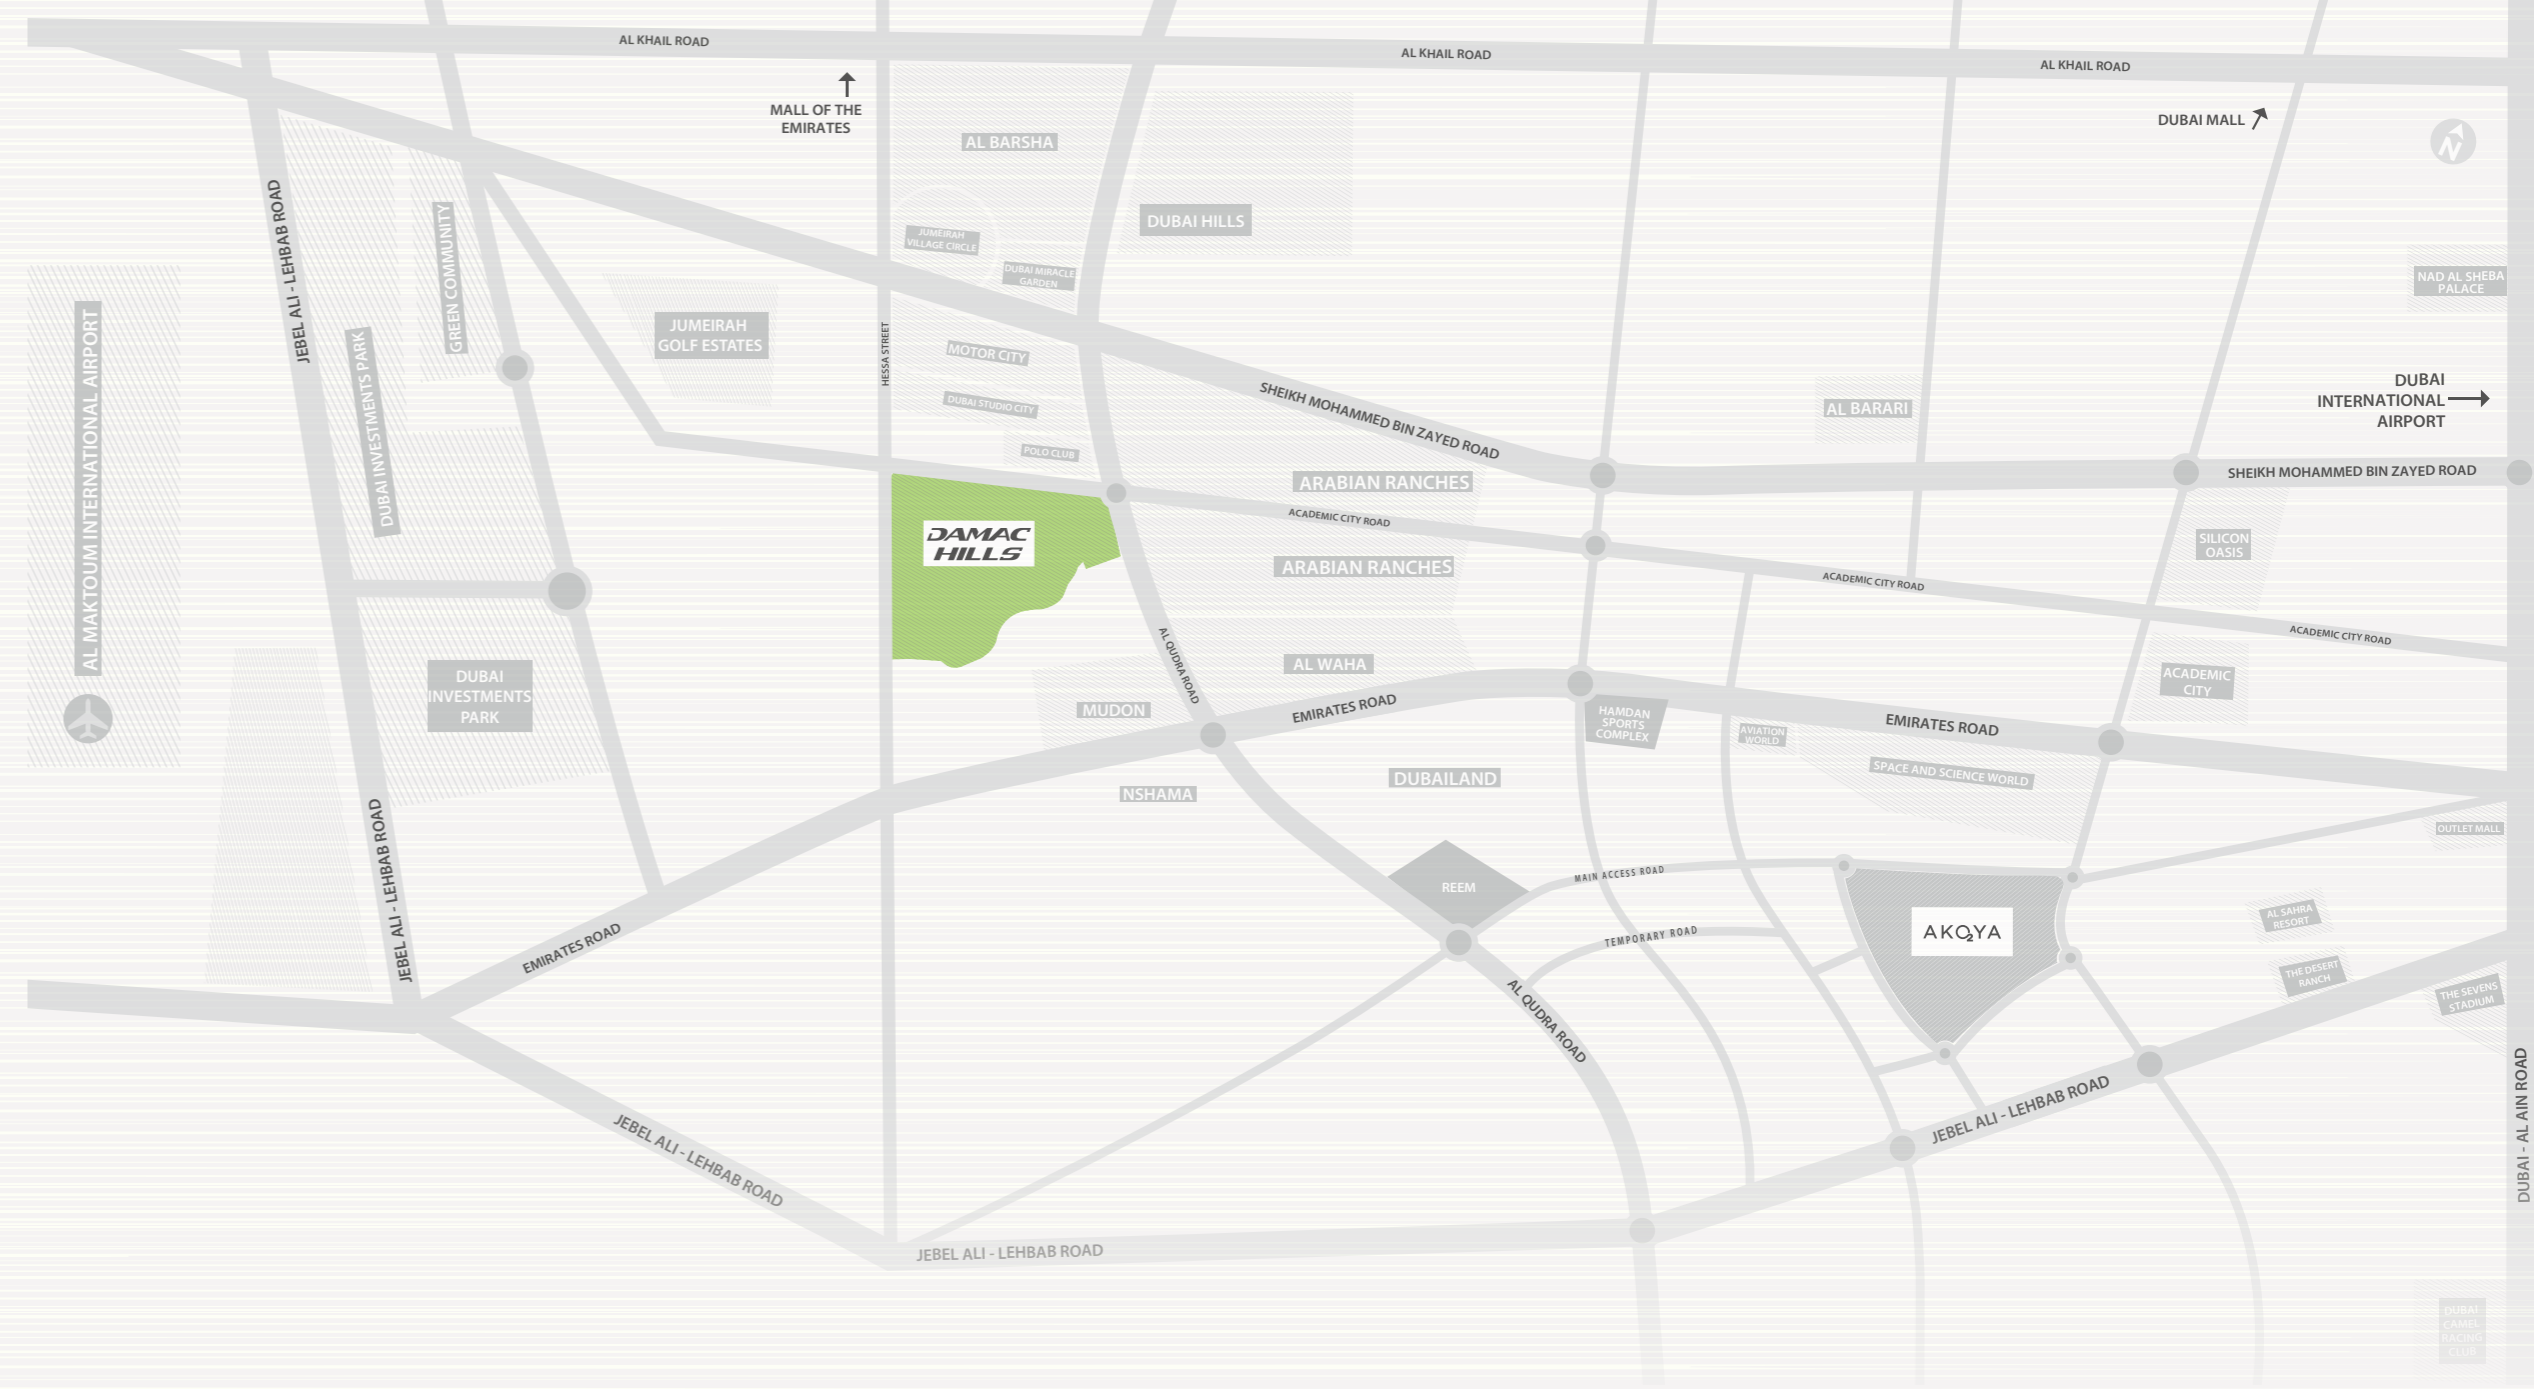 AL KHAIL ROAD
AL KHAIL ROAD
AL KHAIL ROAD
MALL OF THE
EMIRATES
DUBAI MALL
N
AL BARSHA
DUBAI HILLS
JUMEIRAH
VILLAGE CIRCLE
DUBAI MIRACLE
GARDEN
JEBEL ALI - LEHBAB ROAD
GREEN COMMUNITY
AL MAKTOUM INTERNATIONAL AIRPORT
DUBAI INVESTMENTS PARK
JUMEIRAH
GOLF ESTATES
HESSA STREET
MOTOR CITY
DUBAI STUDIO CITY
POLO CLUB
SHEIKH MOHAMMED BIN ZAYED ROAD
AL BARARI
NAD AL SHEBA
PALACE
DUBAI
INTERNATIONAL
AIRPORT
SHEIKH MOHAMMED BIN ZAYED ROAD
ARABIAN RANCHES
ACADEMIC CITY ROAD
DAMAC
HILLS
ARABIAN RANCHES
ACADEMIC CITY ROAD
SILICON
OASIS
ACADEMIC CITY ROAD
AL QUDRA ROAD
AL WAHA
DUBAI
INVESTMENTS
PARK
MUDON
EMIRATES ROAD
HAMDAN
SPORTS
COMPLEX
AVIATION
WORLD
EMIRATES ROAD
ACADEMIC
CITY
SPACE AND SCIENCE WORLD
NSHAMA
DUBAILAND
OUTLET MALL
JEBEL ALI - LEHBAB ROAD
EMIRATES ROAD
REEM
MAIN ACCESS ROAD
TEMPORARY ROAD
AKO2YA
AL SAHRA
RESORT
THE DESERT
RANCH
THE SEVENS
STADIUM
AL QUDRA ROAD
JEBEL ALI - LEHBAB ROAD
JEBEL ALI - LEHBAB ROAD
JEBEL ALI - LEHBAB ROAD
DUBAI - AL AIN ROAD
DUBAI
CAMEL
RACING
CLUB